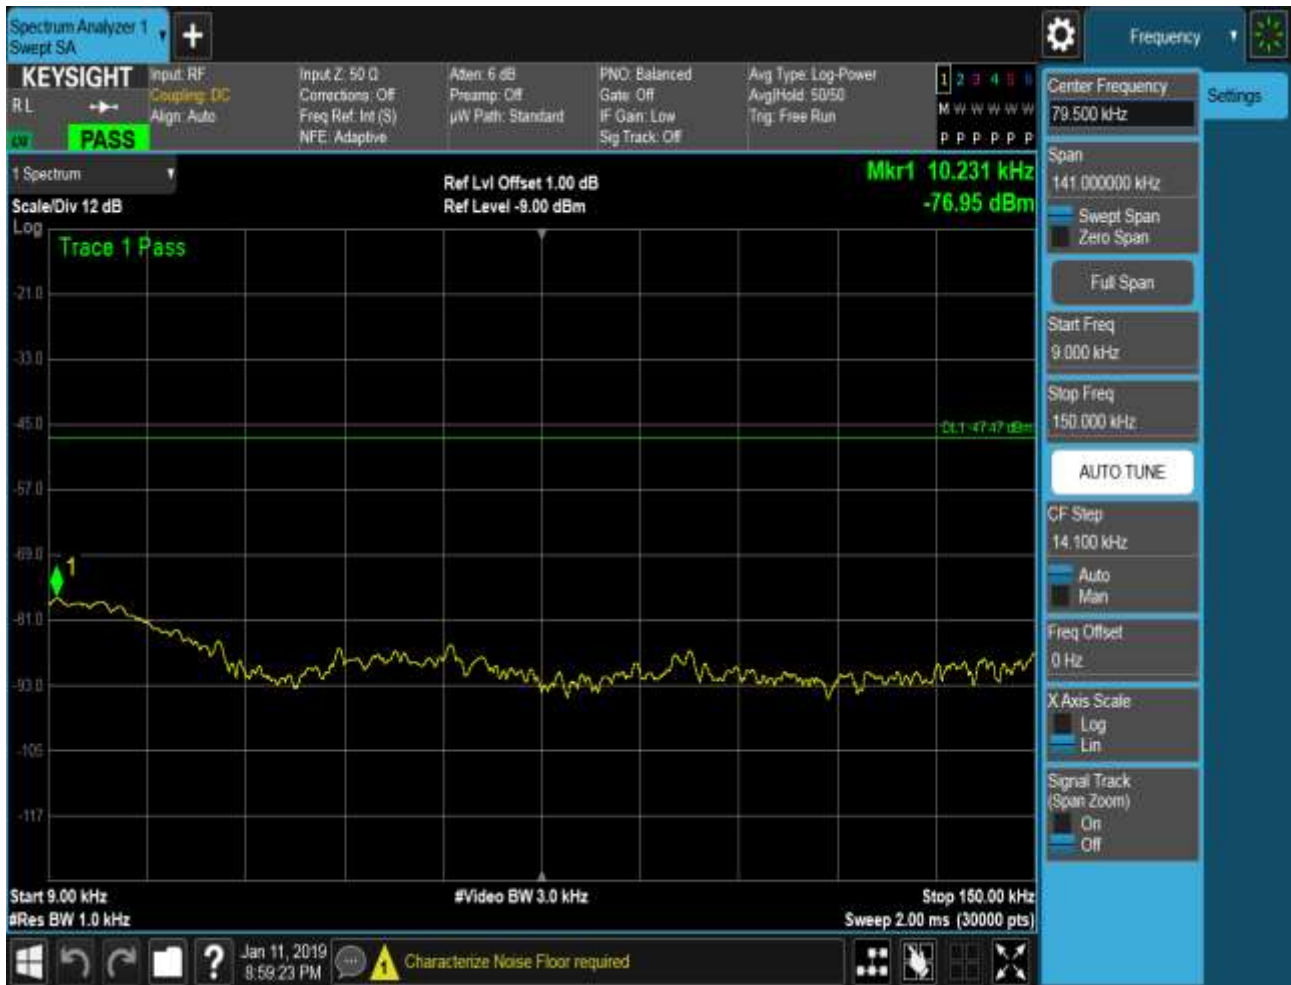 Spectrum Analyzer 1
Swept SA
Frequency
KEYSIGHT
R L
PASS
Input: RF
Coupling: DC
Align: Auto
Input Z: 50 Ω
Corrections: Off
Freq Ref: Int (S)
NFE: Adaptive
Atten: 6 dB
Preamp: Off
µW Path: Standard
PNO: Balanced
Gate: Off
IF Gain: Low
Sig Track: Off
Avg Type: Log-Power
Avg|Hold: 50/50
Trig: Free Run
1 2 3 4 5 6
M W W W W W
P P P P P P
1 Spectrum
Scale/Div 12 dB
Log
Ref Lvl Offset 1.00 dB
Ref Level -9.00 dBm
Mkr1 10.231 kHz
-76.95 dBm
Trace 1 Pass
-21.0
-33.0
-45.0
DL1 -47.47 dBm
-57.0
-69.0
1
-81.0
-93.0
-105
-117
Start 9.00 kHz
#Video BW 3.0 kHz
Stop 150.00 kHz
#Res BW 1.0 kHz
Sweep 2.00 ms (30000 pts)
Center Frequency
79.500 kHz
Settings
Span
141.000000 kHz
Swept Span
Zero Span
Full Span
Start Freq
9.000 kHz
Stop Freq
150.000 kHz
AUTO TUNE
CF Step
14.100 kHz
Auto
Man
Freq Offset
0 Hz
X Axis Scale
Log
Lin
Signal Track
(Span Zoom)
On
Off
?
Jan 11, 2019
8:59:23 PM
1
Characterize Noise Floor required